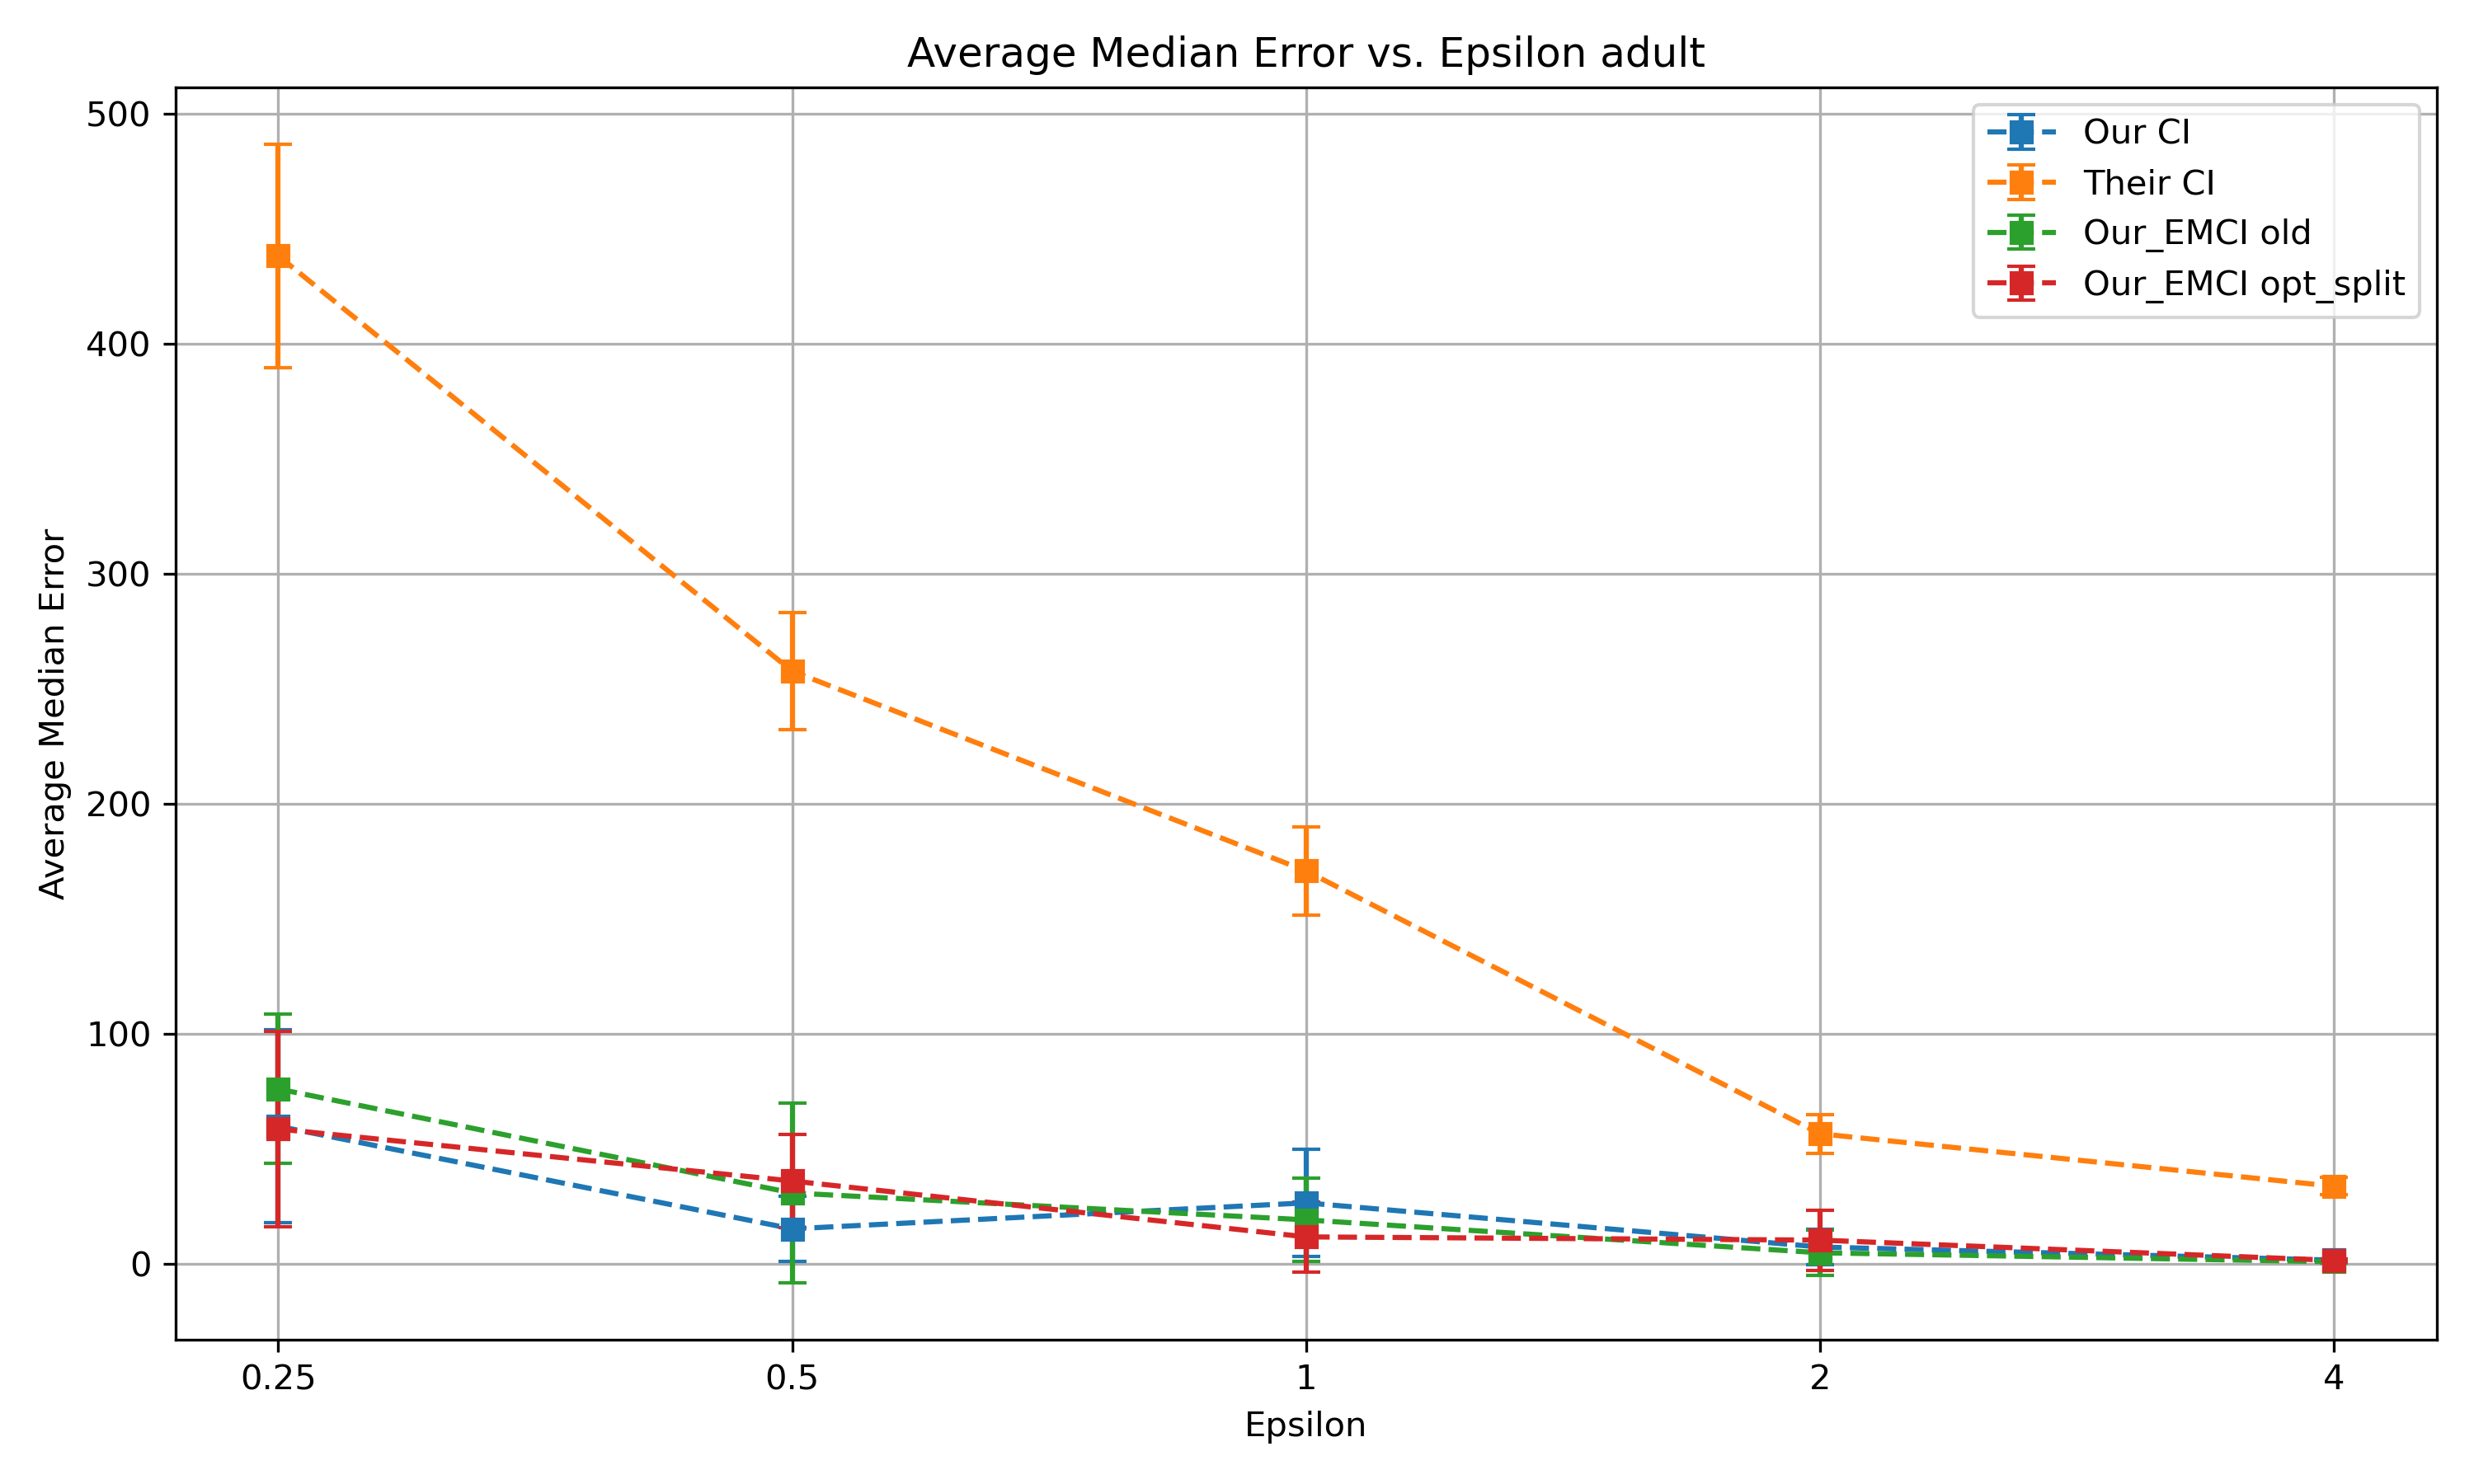 Average Median Error vs. Epsilon adult
500
400
300
200
100
0
Average Median Error
Our CI
Their CI
Our_EMCI old
Our_EMCI opt_split
0.25 0.5 1 2 4
Epsilon